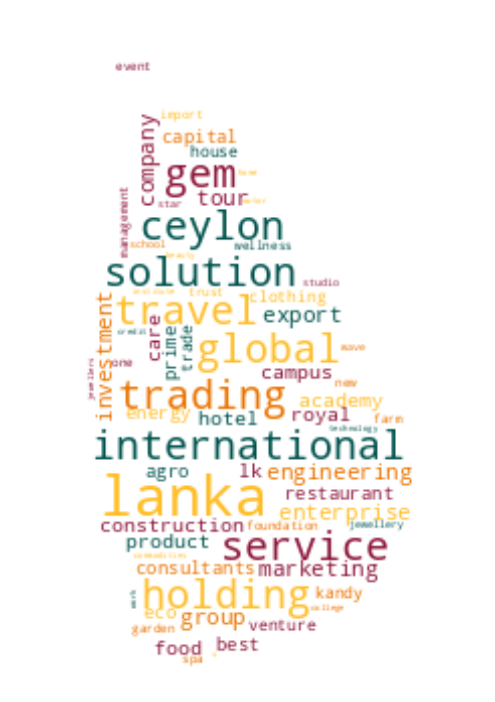 event
import
company
capital
house
gem
tour
star
management
ceylon
school
wellness
solution
studio
trust
clothing
travel
export
investment
care
prime
trade
credit
global
wave
one
campus
new
trading
academy
energy
hotel
royal
farm
technology
international
agro
lk
engineering
lanka
restaurant
enterprise
construction
foundation
jewellery
product
service
commodities
consultants
marketing
holding
kandy
college
eco
group
venture
garden
food
best
spa